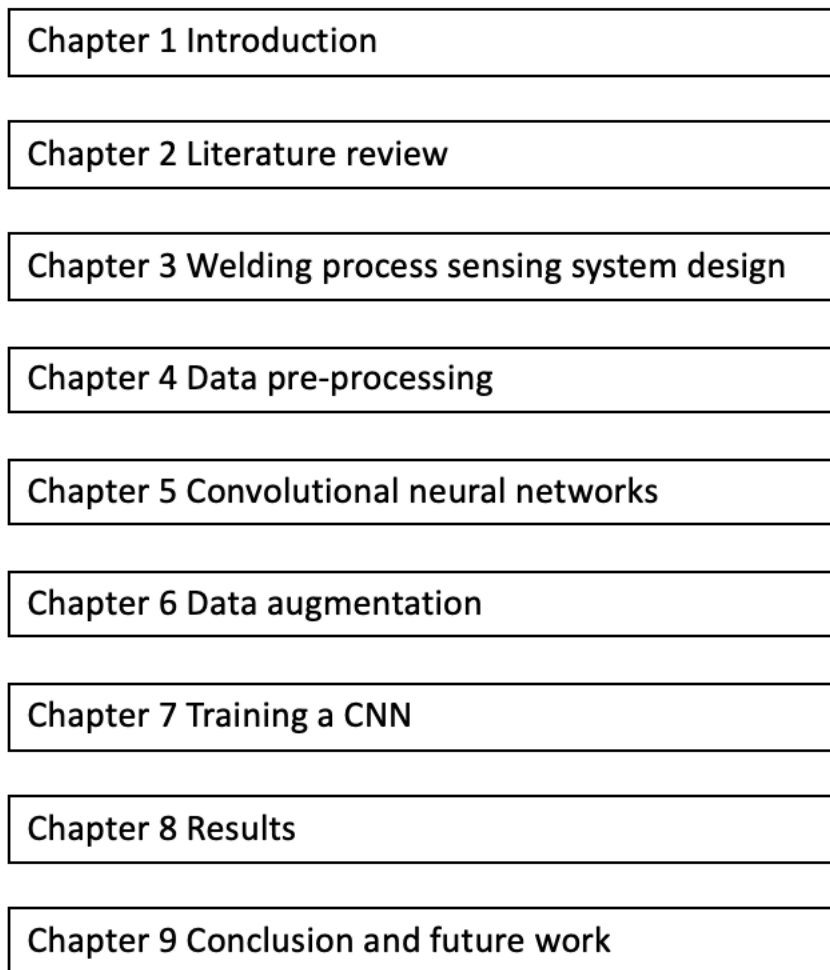 Chapter 1 Introduction
Chapter 2 Literature review
Chapter 3 Welding process sensing system design
Chapter 4 Data pre-processing
Chapter 5 Convolutional neural networks
Chapter 6 Data augmentation
Chapter 7 Training a CNN
Chapter 8 Results
Chapter 9 Conclusion and future work